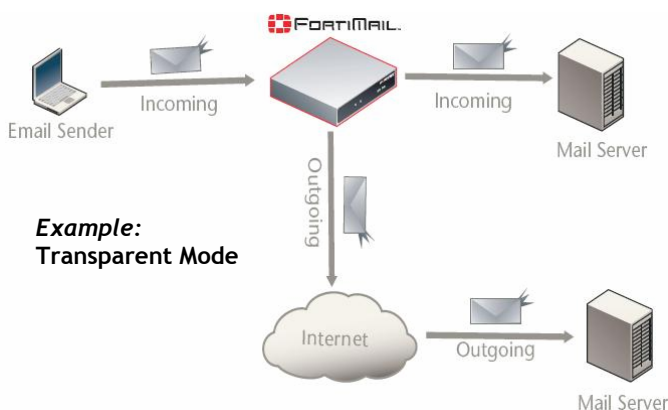 FORTIMAIL
Incoming
Incoming
Email Sender
Mail Server
Outgoing
Example:
Transparent Mode
Internet
Outgoing
Mail Server